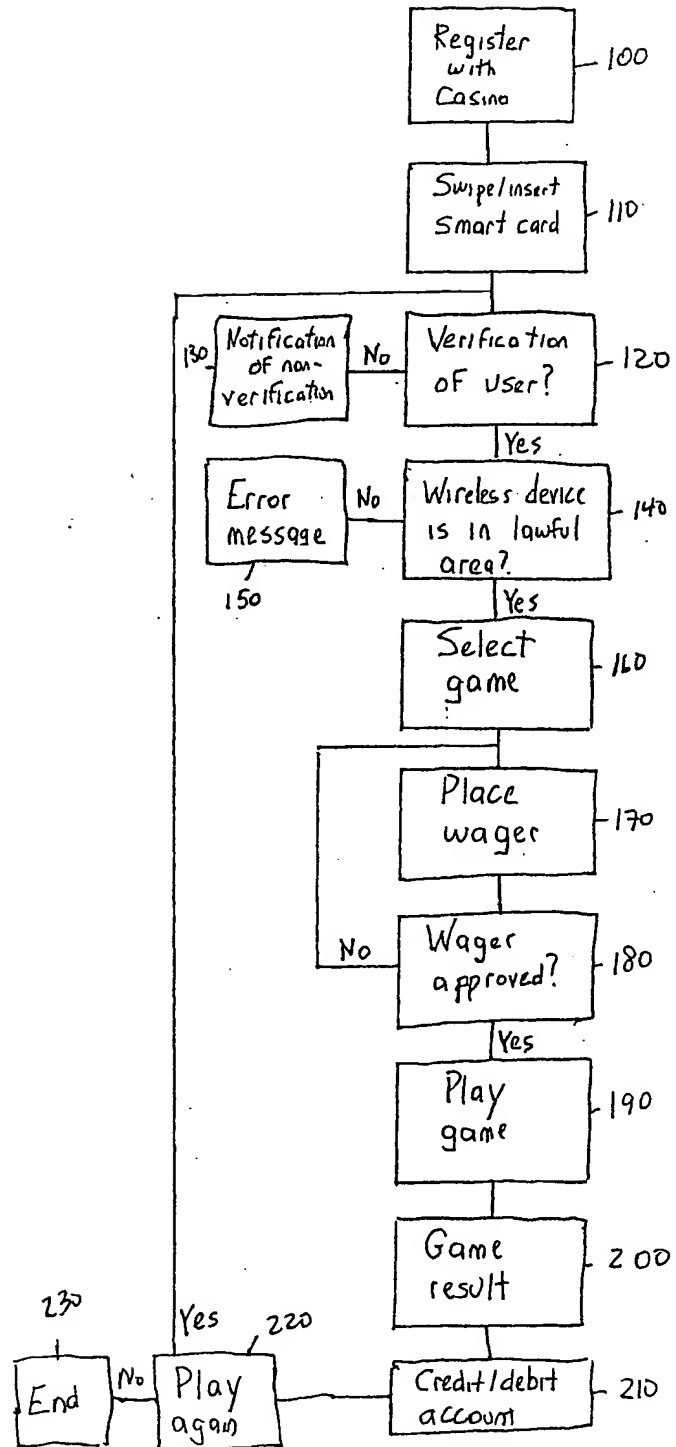 Register
with
Casino
100
Swipe/insert
Smart card
110
Notification
of non-
verification
130
No
Verification
of user?
120
Yes
Error
message
150
No
Wireless device
is in lawful
area?
140
Yes
Select
game
160
Place
wager
170
No
Wager
approved?
180
Yes
Play
game
190
Game
result
200
230
End
No
Yes
220
Play
again
Credit/debit
account
210